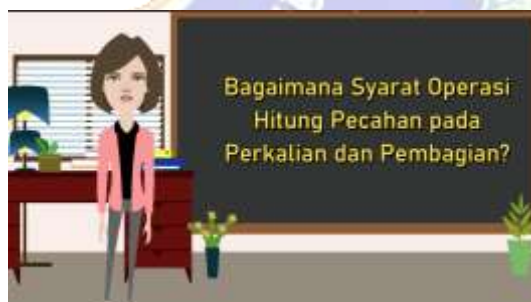 Bagaimana Syarat Operasi
Hitung Pecahan pada
Perkalian dan Pembagian?